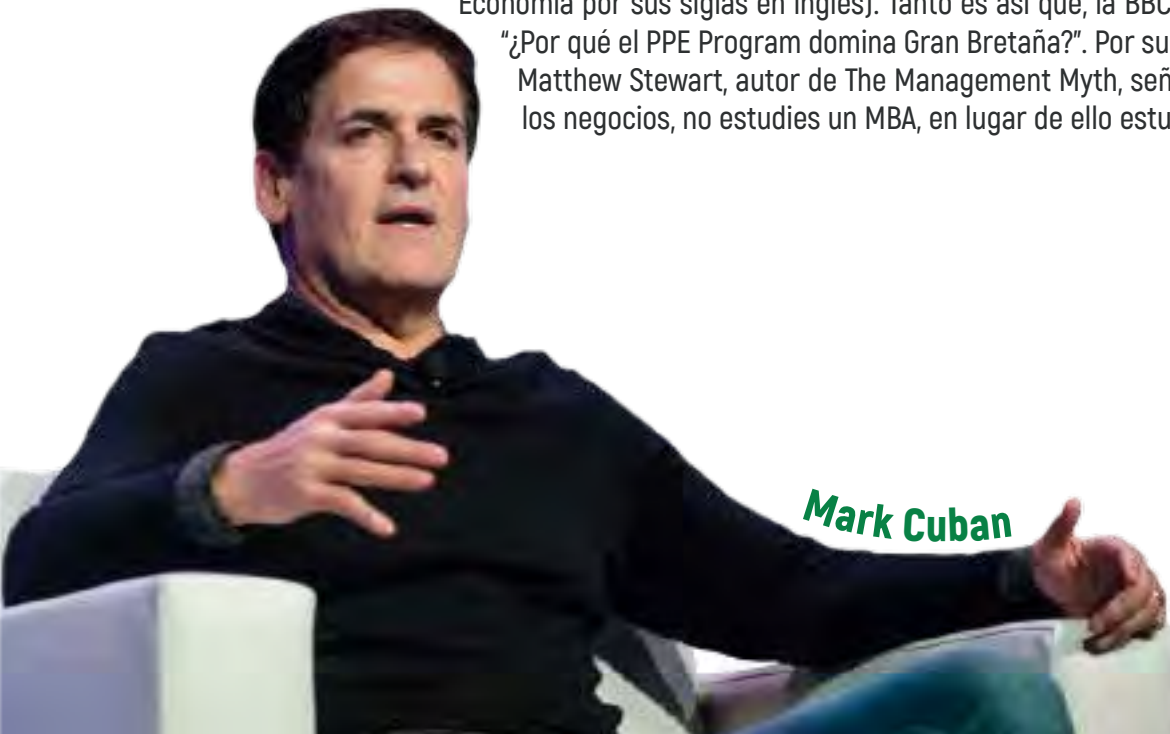 Economía por sus siglas en inglés). Tanto es así que, la BBC
“¿Por qué el PPE Program domina Gran Bretaña?”. Por su
Matthew Stewart, autor de The Management Myth, señ
los negocios, no estudies un MBA, en lugar de ello estu
Mark Cuban